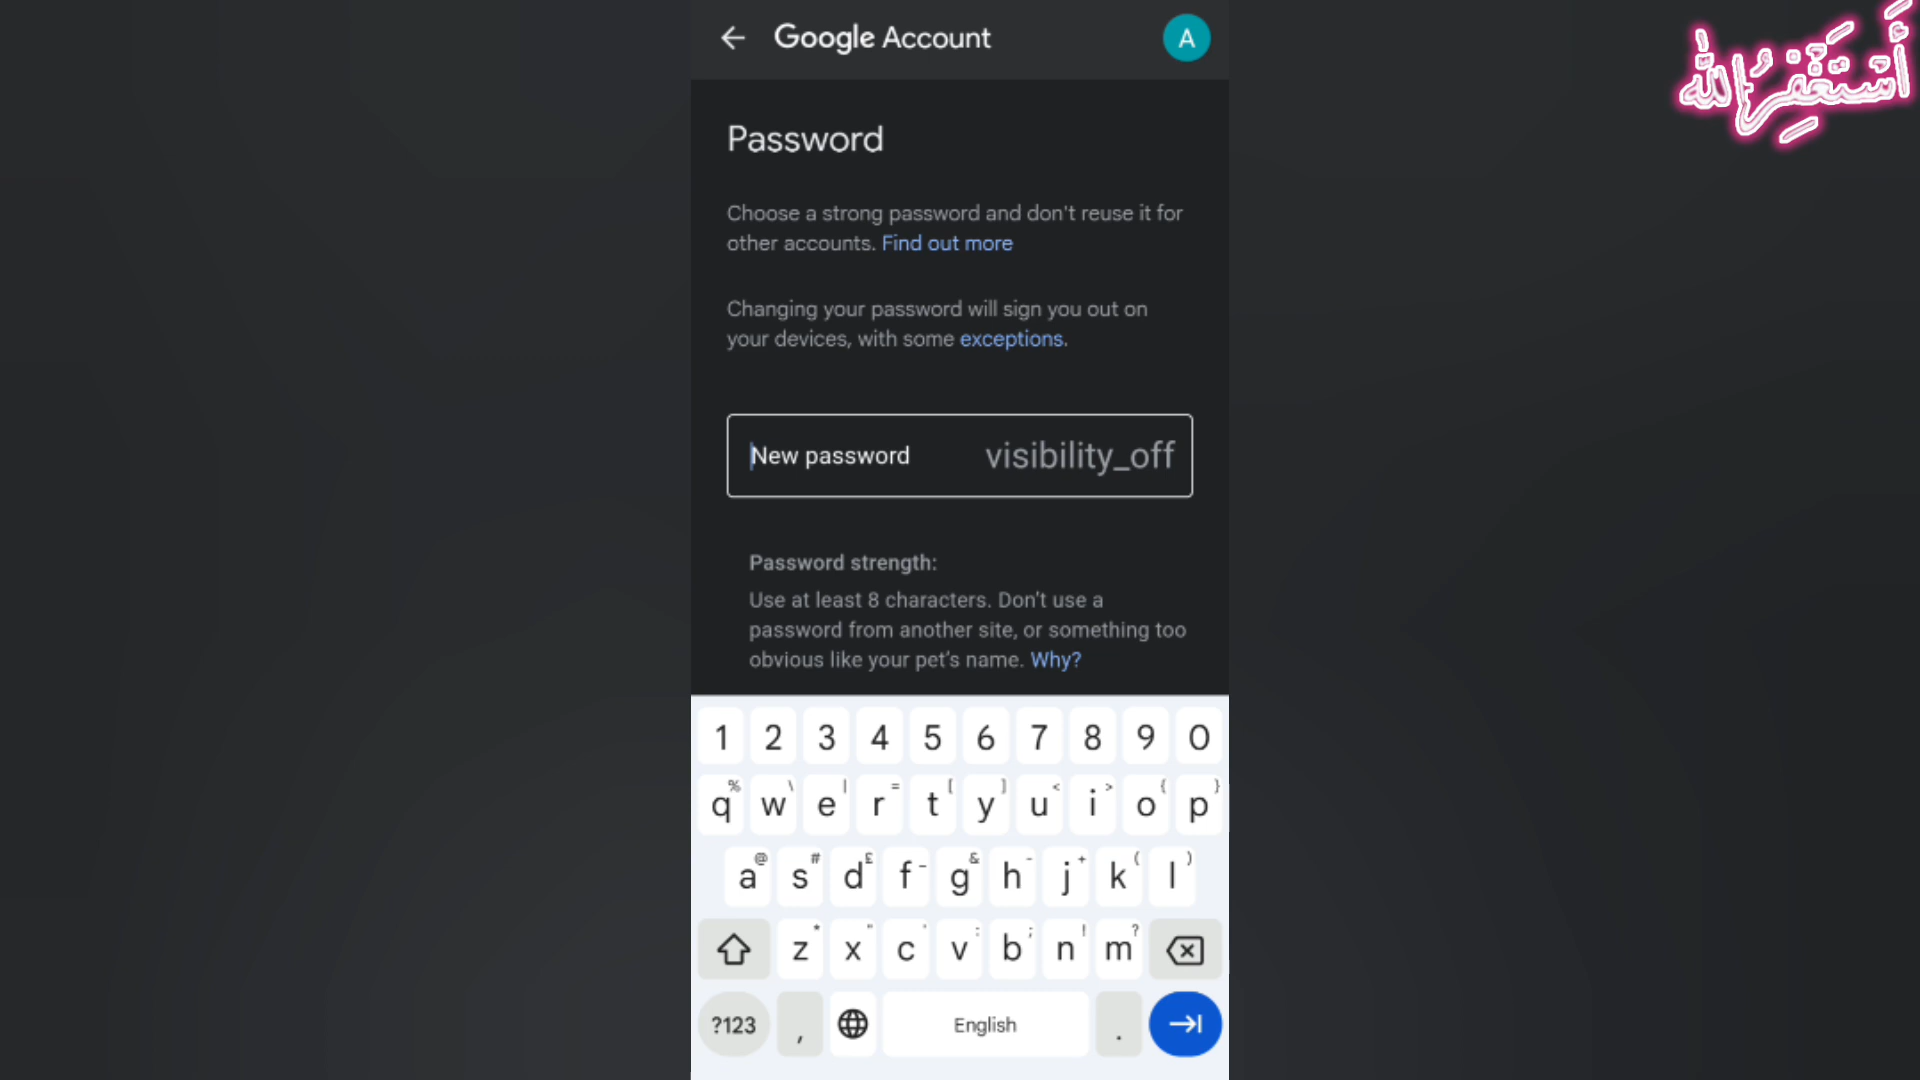 Google Account
A
أَسْتَغْفِرُ اللّٰه
Password
Choose a strong password and don't reuse it for
other accounts. Find out more
Changing your password will sign you out on
your devices, with some exceptions.
New password visibility_off
Password strength:
Use at least 8 characters. Don't use a
password from another site, or something too
obvious like your pet's name. Why?
1 2 3 4 5 6 7 8 9 0
% \ | = [ ] < > { }
q w e r t y u i o p
@ # £ _ & - + ( )
a s d f g h j k l
* " ' : ; ! ?
z x c v b n m
?123 , English .